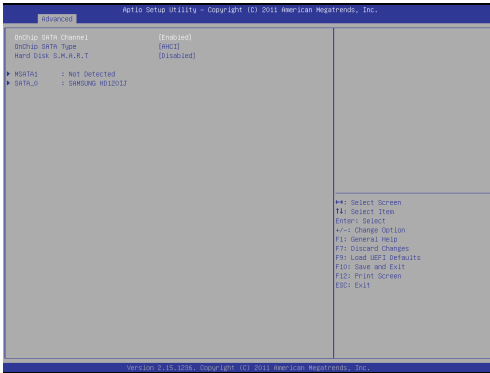 Aptio Setup Utility – Copyright (C) 2011 American Megatrends, Inc.
Advanced
OnChip SATA Channel [Enabled]
OnChip SATA Type [AHCI]
Hard Disk S.M.A.R.T [Disabled]
MSATA1 : Not Detected
SATA_0 : SAMSUNG HD120IJ
↔: Select Screen
↑↓: Select Item
Enter: Select
+/-: Change Option
F1: General Help
F7: Discard Changes
F9: Load UEFI Defaults
F10: Save and Exit
F12: Print Screen
ESC: Exit
Version 2.15.1236. Copyright (C) 2011 American Megatrends, Inc.